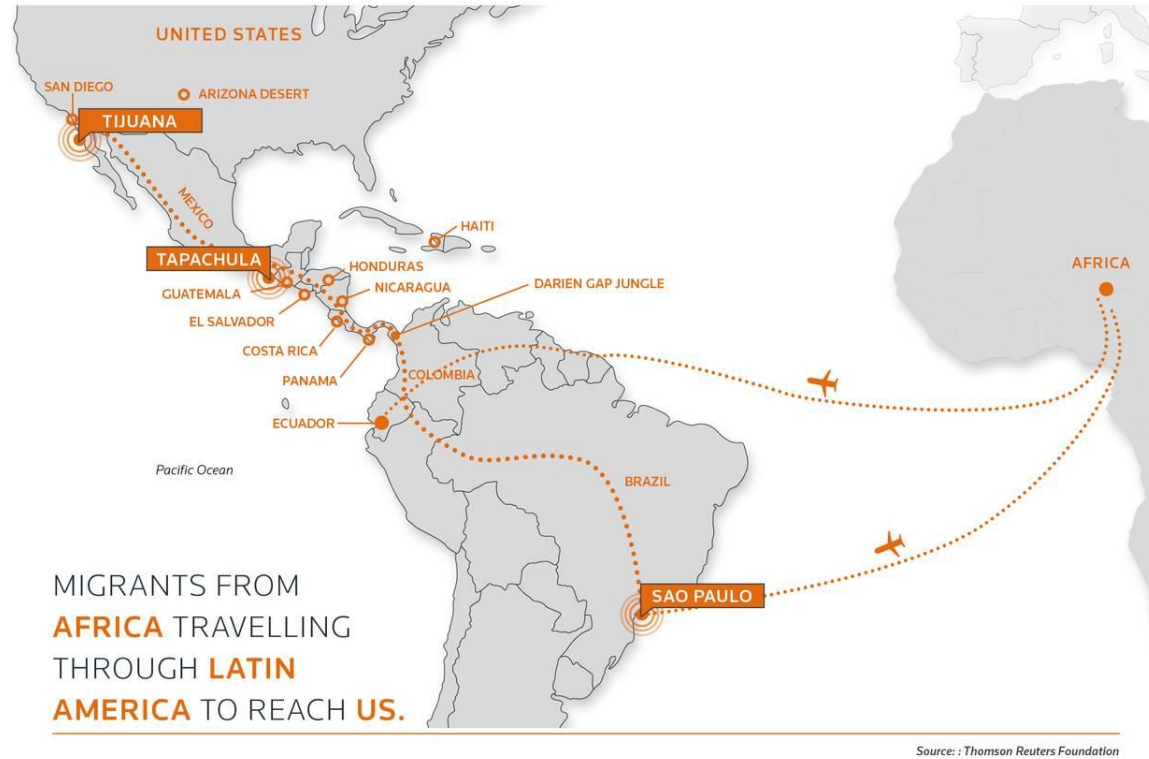 UNITED STATES
SAN DIEGO
ARIZONA DESERT
TIJUANA
MEXICO
HAITI
TAPACHULA
HONDURAS
AFRICA
GUATEMALA
NICARAGUA
DARIEN GAP JUNGLE
EL SALVADOR
COSTA RICA
PANAMA
COLOMBIA
ECUADOR
Pacific Ocean
BRAZIL
SAO PAULO
MIGRANTS FROM
AFRICA TRAVELLING
THROUGH LATIN
AMERICA TO REACH US.
Source: : Thomson Reuters Foundation